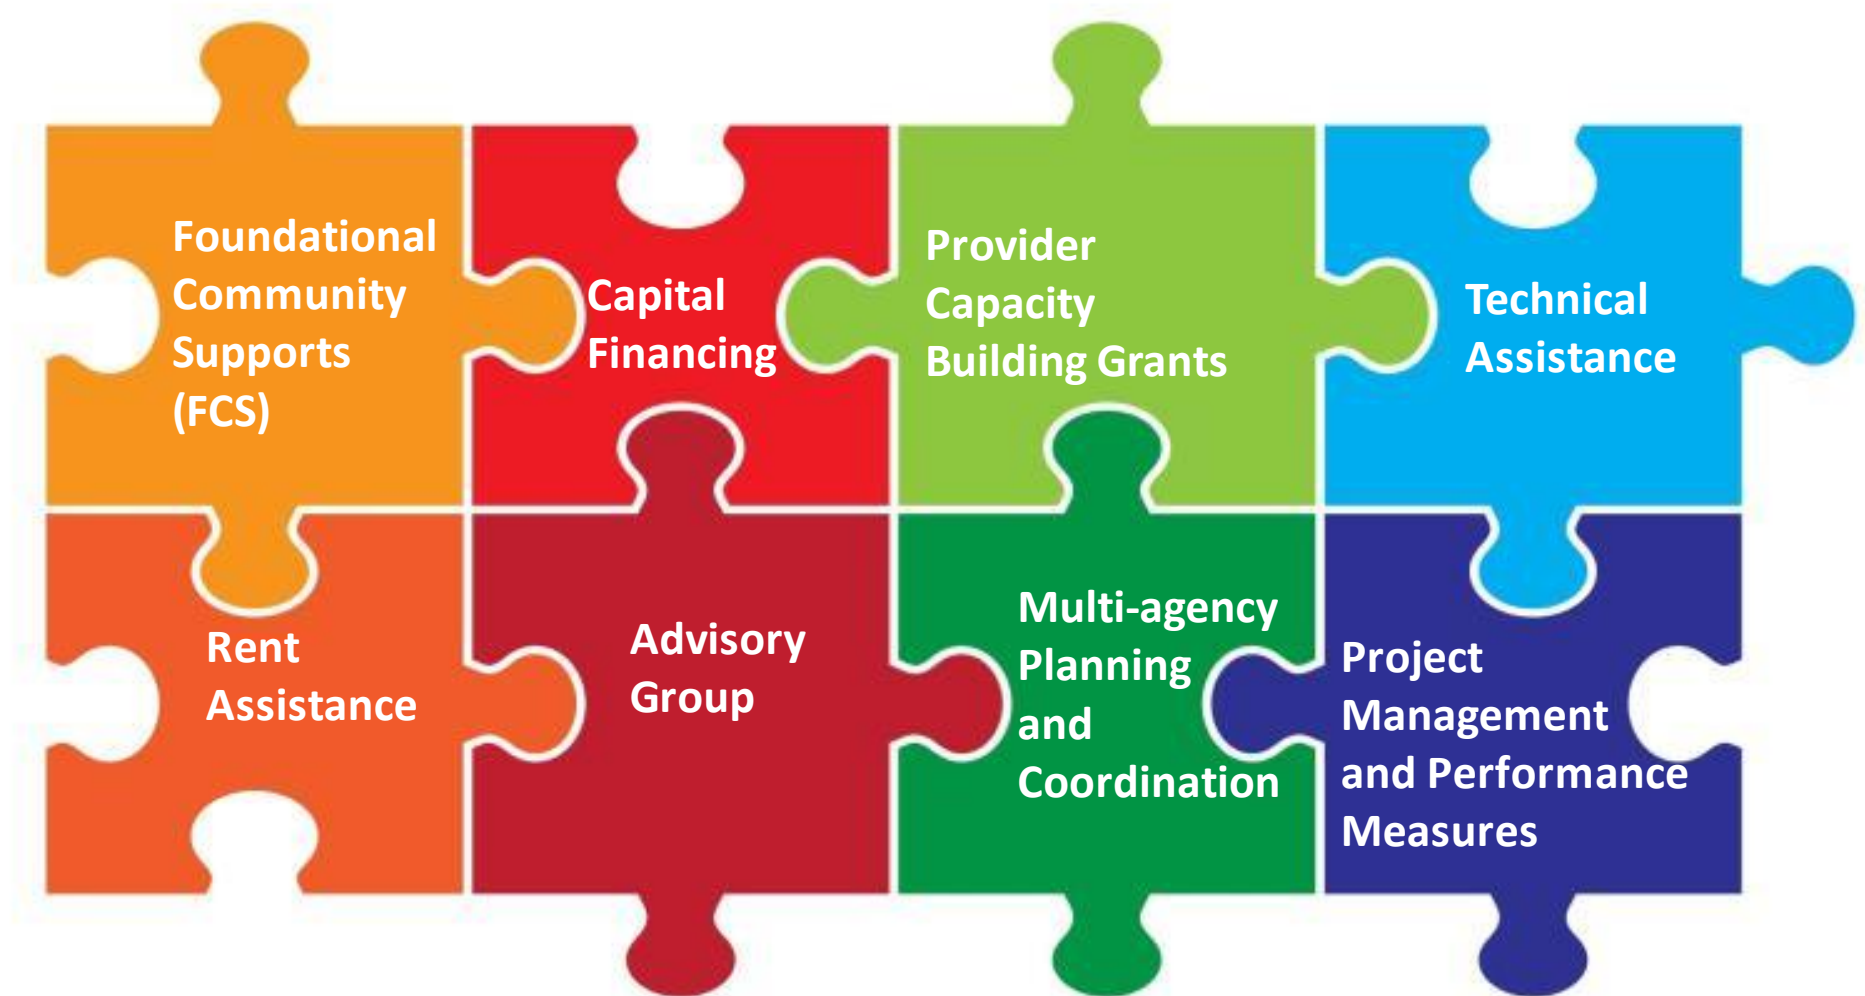 Foundational
Community
Supports
(FCS)
Capital
Financing
Provider
Capacity
Building Grants
Technical
Assistance
Rent
Assistance
Advisory
Group
Multi-agency
Planning
and
Coordination
Project
Management
and Performance
Measures